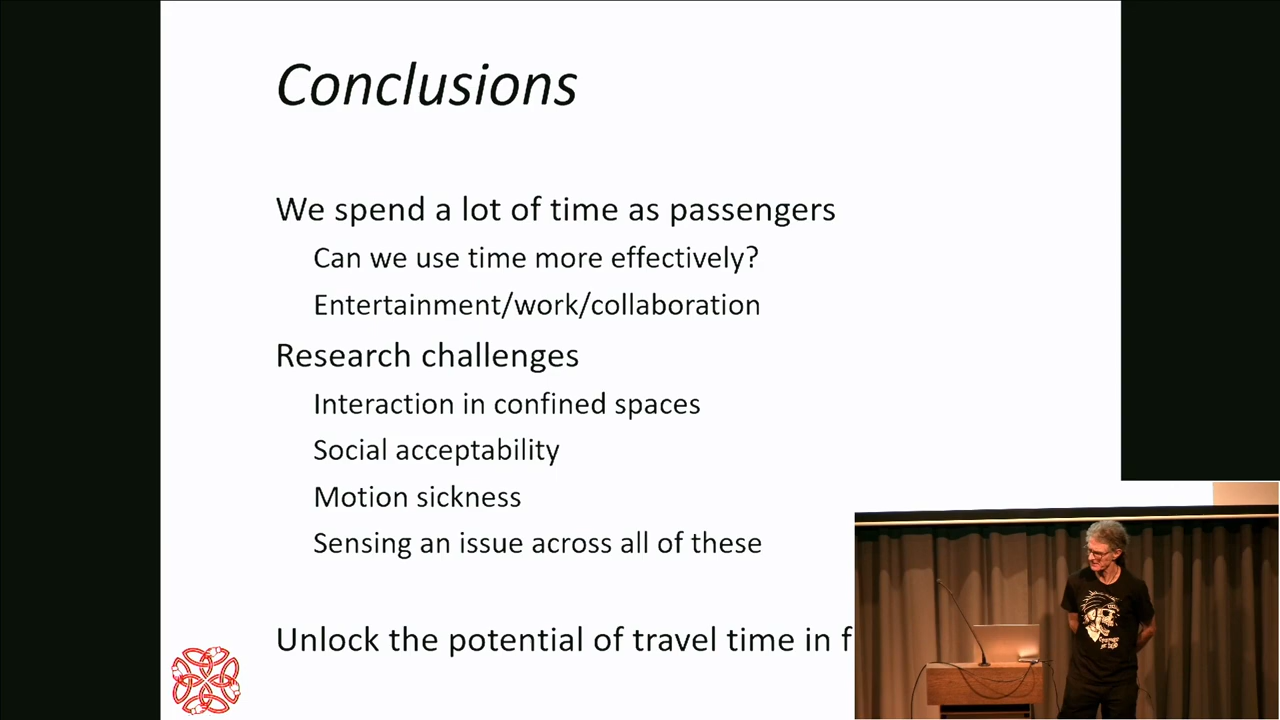 Conclusions
We spend a lot of time as passengers
Can we use time more effectively?
Entertainment/work/collaboration
Research challenges
Interaction in confined spaces
Social acceptability
Motion sickness
Sensing an issue across all of these
Unlock the potential of travel time in f